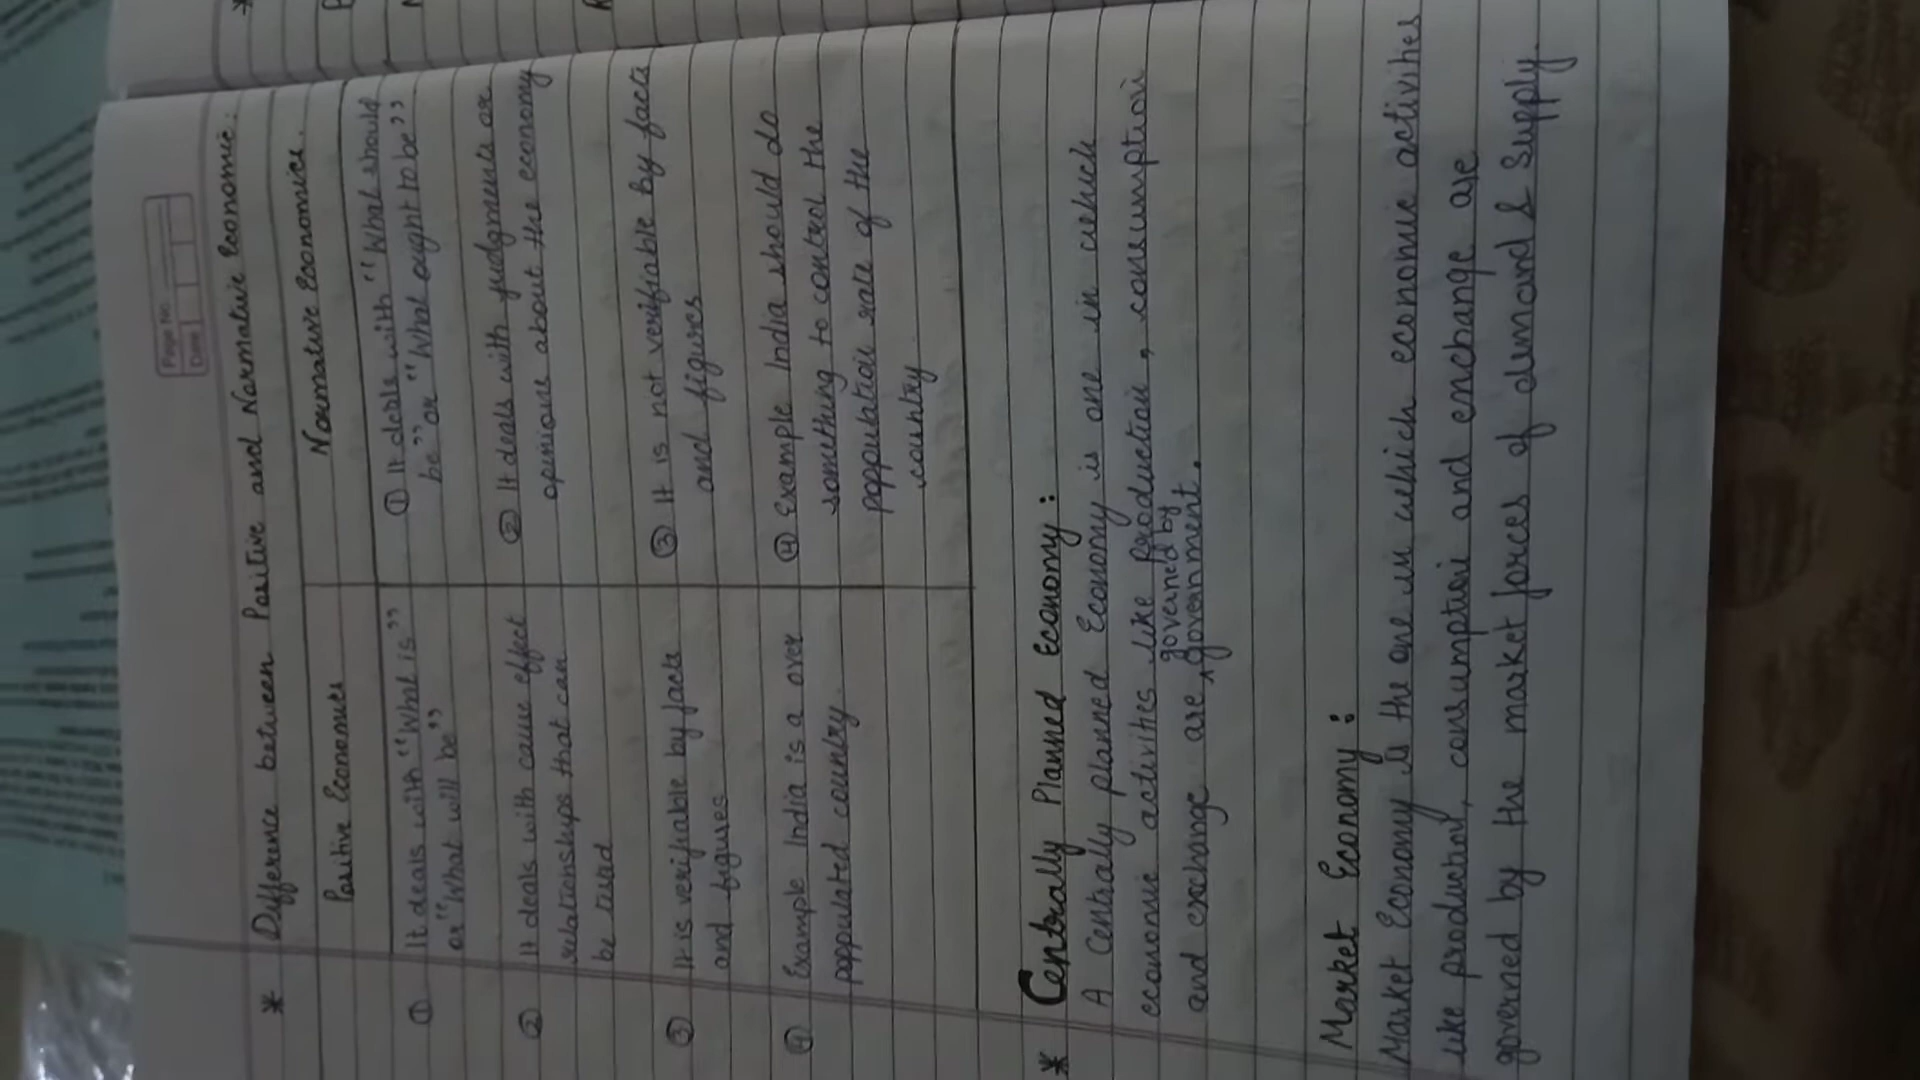 Page No.
Date
* Difference between Positive and Normative Economic:
Positive Economics
Normative Economics.
① It deals with "What is"
or "What will be"
② It deals with cause effect
relationships that can
be
③ It is verifiable by facts
and figures
④ Example India is a over
populated country.
① It deals with "What should
be" or "What ought to be"
② It deals with judgments or
opinions about the economy
③ It is not verifiable by facts
and figures
④ Example India should do
something to control the
population rate of the
country.
* Centrally Planned Economy:
A Centrally planned Economy is one in which
economic activities like production, consumption
and exchange are governed by government.
Market Economy:
Market Economy is the one in which economic activities
like production, consumption and enchange are
governed by the market forces of demand & Supply.